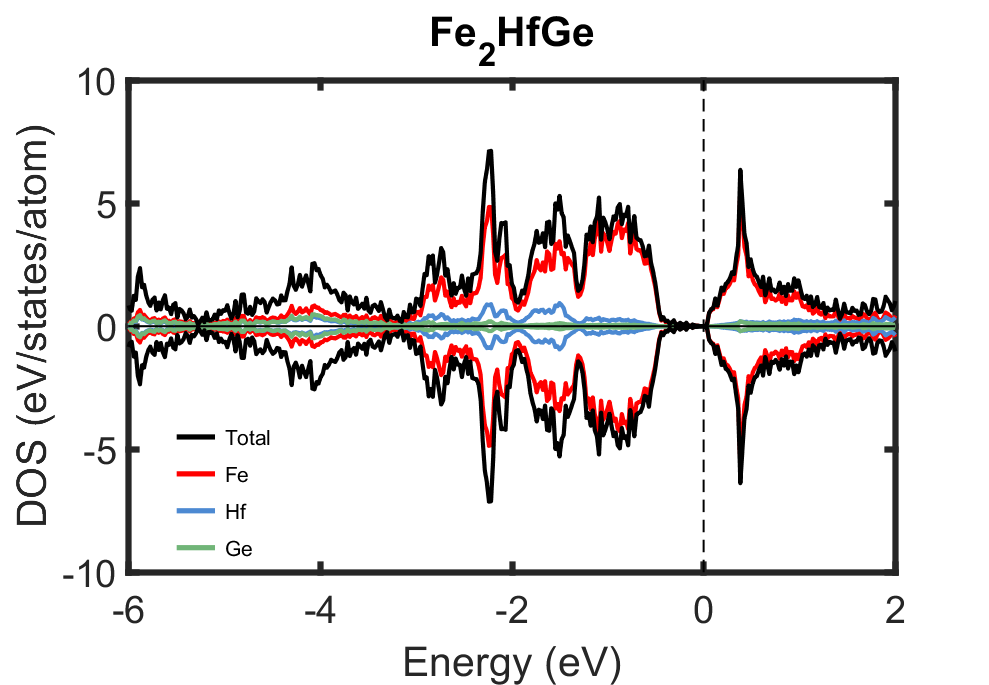 Fe₂HfGe
DOS (eV/states/atom)
10
5
0
-5
-10
Total
Fe
Hf
Ge
-6 -4 -2 0 2
Energy (eV)